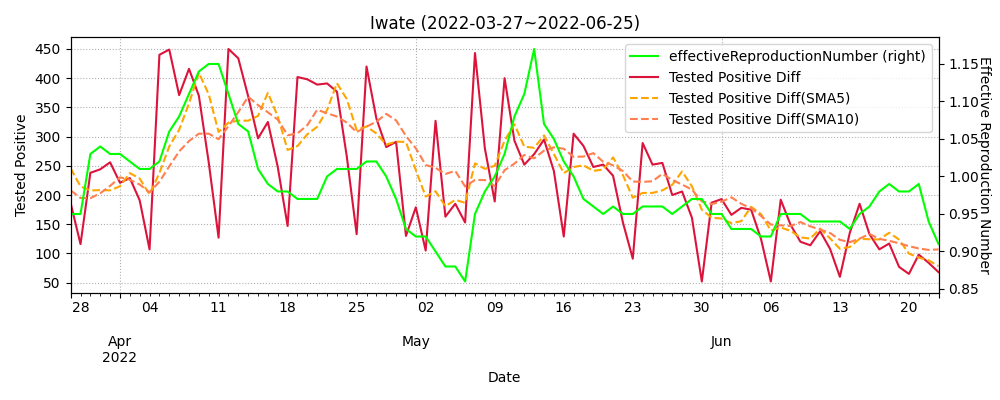 Iwate (2022-03-27~2022-06-25)
effectiveReproductionNumber (right)
Tested Positive Diff
Tested Positive Diff(SMA5)
Tested Positive Diff(SMA10)
Tested Positive
450
400
350
300
250
200
150
100
50
Effective Reproduction Number
1.15
1.10
1.05
1.00
0.95
0.90
0.85
28 04 11 18 25 02 09 16 23 30 06 13 20
Apr May Jun
2022
Date